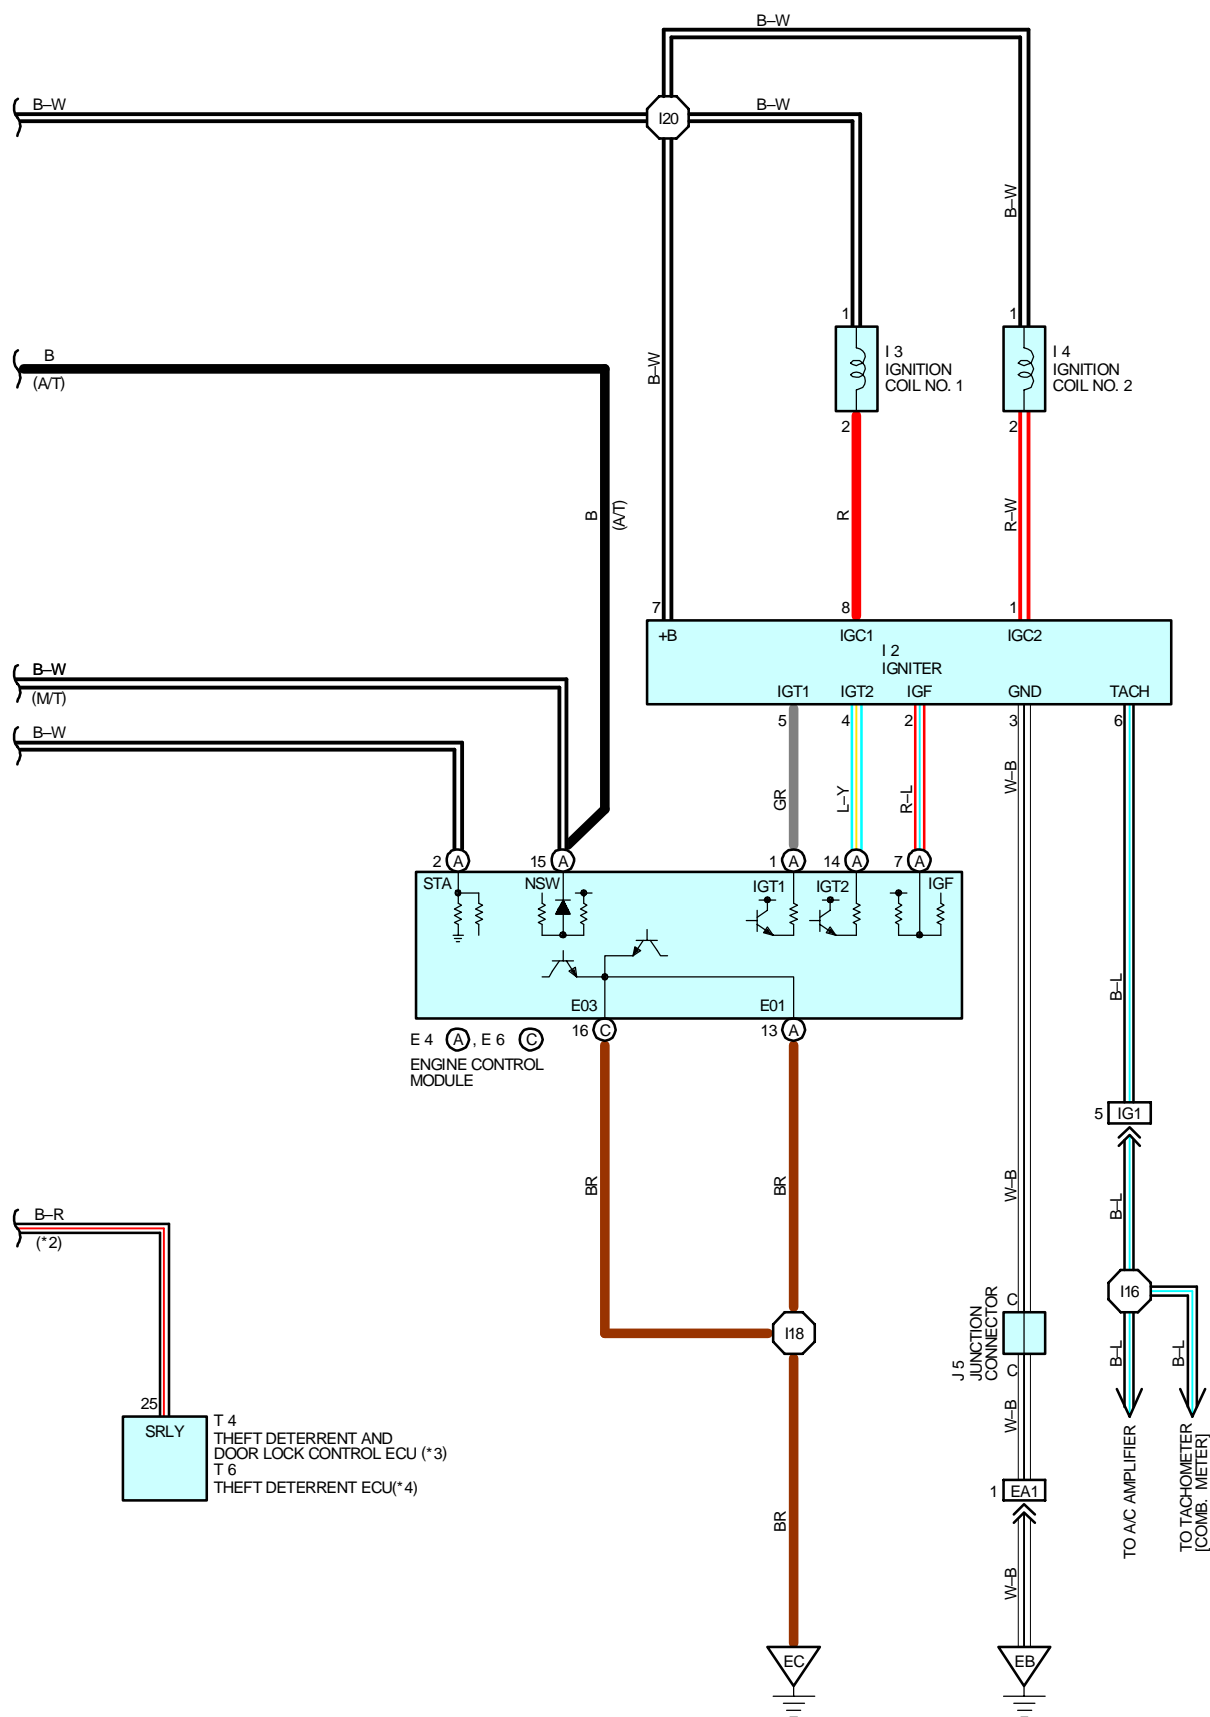 B–W
B–W
B–W
I20
B–W
B–W
1
1
I 3
IGNITION
COIL NO. 1
I 4
IGNITION
COIL NO. 2
B
(A/T)
2
2
B
(A/T)
R
R–W
7
8
1
+B
IGC1
IGC2
I 2
IGNITER
IGT1
IGT2
IGF
GND
TACH
5
4
2
3
6
B–W
(M/T)
B–W
GR
L–Y
R–L
W–B
2
A
15
A
1
A
14
A
7
A
STA
NSW
IGT1
IGT2
IGF
E03
E01
16
C
13
A
E 4 A , E 6 C
ENGINE CONTROL
MODULE
B–L
5
IG1
BR
BR
W–B
B–L
B–R
(*2)
I16
C
J 5
JUNCTION
CONNECTOR
C
I18
B–L
B–L
25
SRLY
T 4
THEFT DETERRENT AND
DOOR LOCK CONTROL ECU (*3)
T 6
THEFT DETERRENT ECU(*4)
W–B
TO A/C AMPLIFIER
TO TACHOMETER
[COMB. METER]
1
EA1
BR
W–B
EC
EB